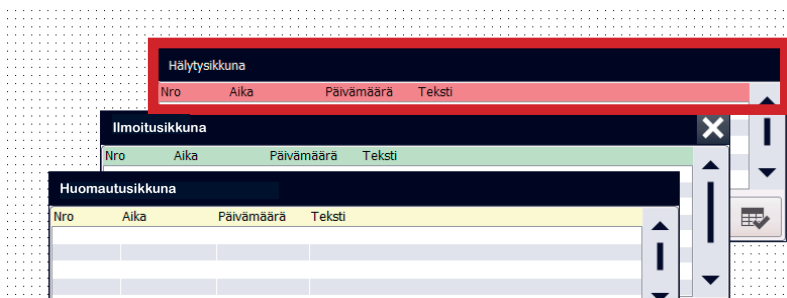 Hälytysikkuna
Nro Aika Päivämäärä Teksti
Ilmoitusikkuna
Nro Aika Päivämäärä Teksti
Huomautusikkuna
Nro Aika Päivämäärä Teksti